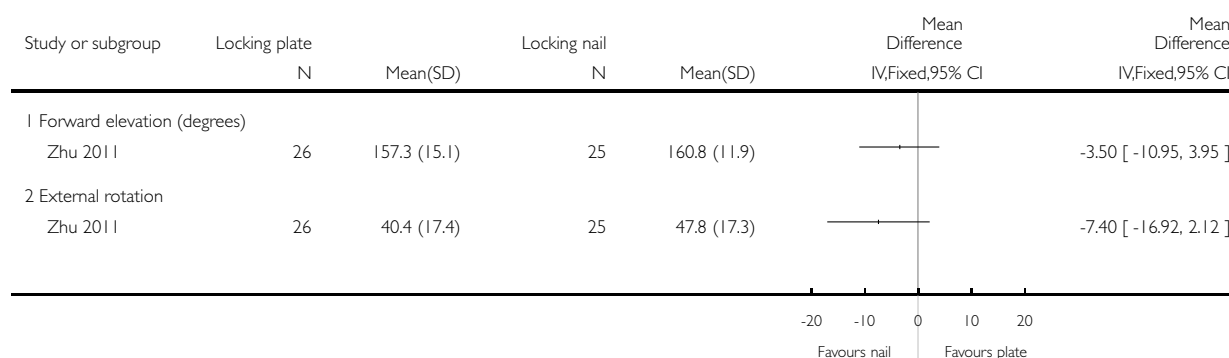 Study or subgroup Locking plate Locking nail Mean Difference Mean Difference
N Mean(SD) N Mean(SD) IV,Fixed,95% CI IV,Fixed,95% CI
1 Forward elevation (degrees)
Zhu 2011 26 157.3 (15.1) 25 160.8 (11.9) -3.50 [ -10.95, 3.95 ]
2 External rotation
Zhu 2011 26 40.4 (17.4) 25 47.8 (17.3) -7.40 [ -16.92, 2.12 ]
-20 -10 0 10 20
Favours nail Favours plate